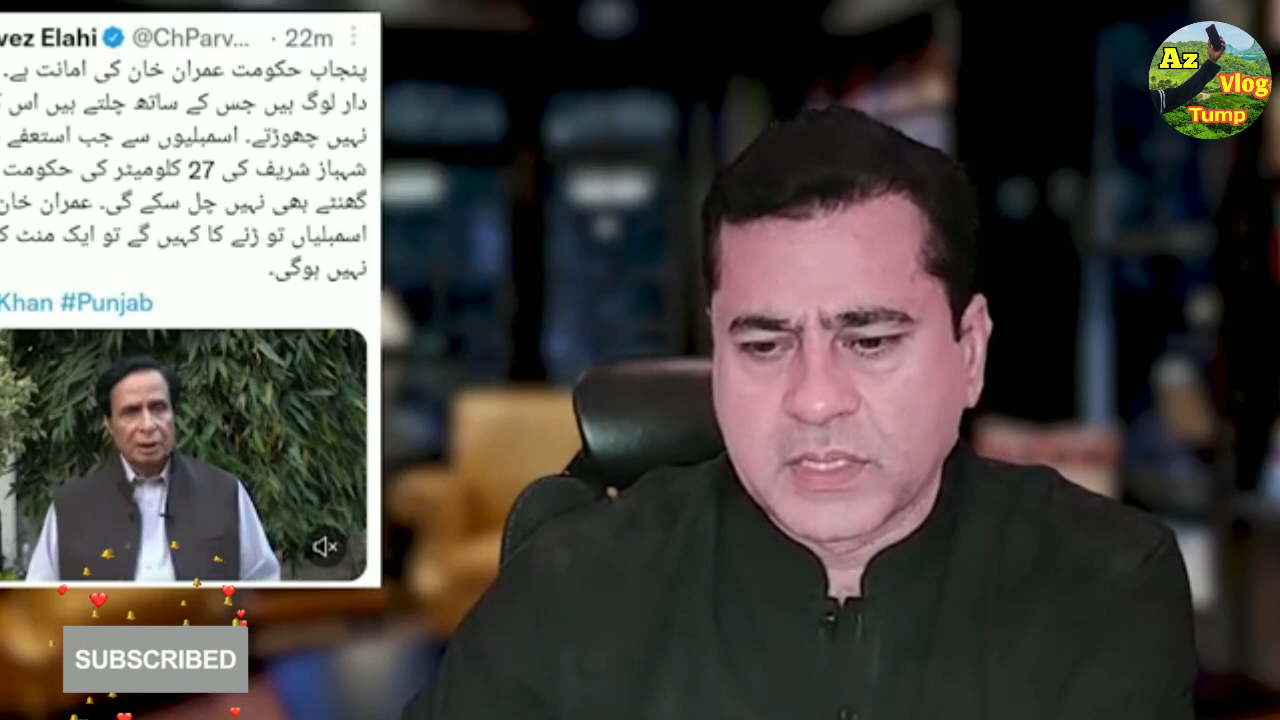 vez Elahi @ChParv... · 22m
پنجاب حکومت عمران خان کی امانت ہے۔
دار لوگ ہیں جس کے ساتھ چلتے ہیں اس
نہیں چھوڑتے۔ اسمبلیوں سے جب استعفے
شہباز شریف کی 27 کلومیٹر کی حکومت
گھنٹے بھی نہیں چل سکے گی۔ عمران خان
اسمبلیاں تو ڑنے کا کہیں گے تو ایک منٹ
نہیں ہوگی۔
Khan #Punjab
Az
Vlog
Tump
SUBSCRIBED